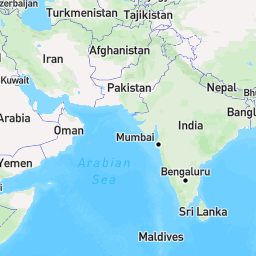 zerbaijan
Turkmenistan
Tajikistan
Afghanistan
Iran
Kuwait
Pakistan
Nepal
Bh
Arabia
Oman
India
Bangl
Mumbai
Yemen
Arabian
Sea
Bengaluru
Sri Lanka
Maldives